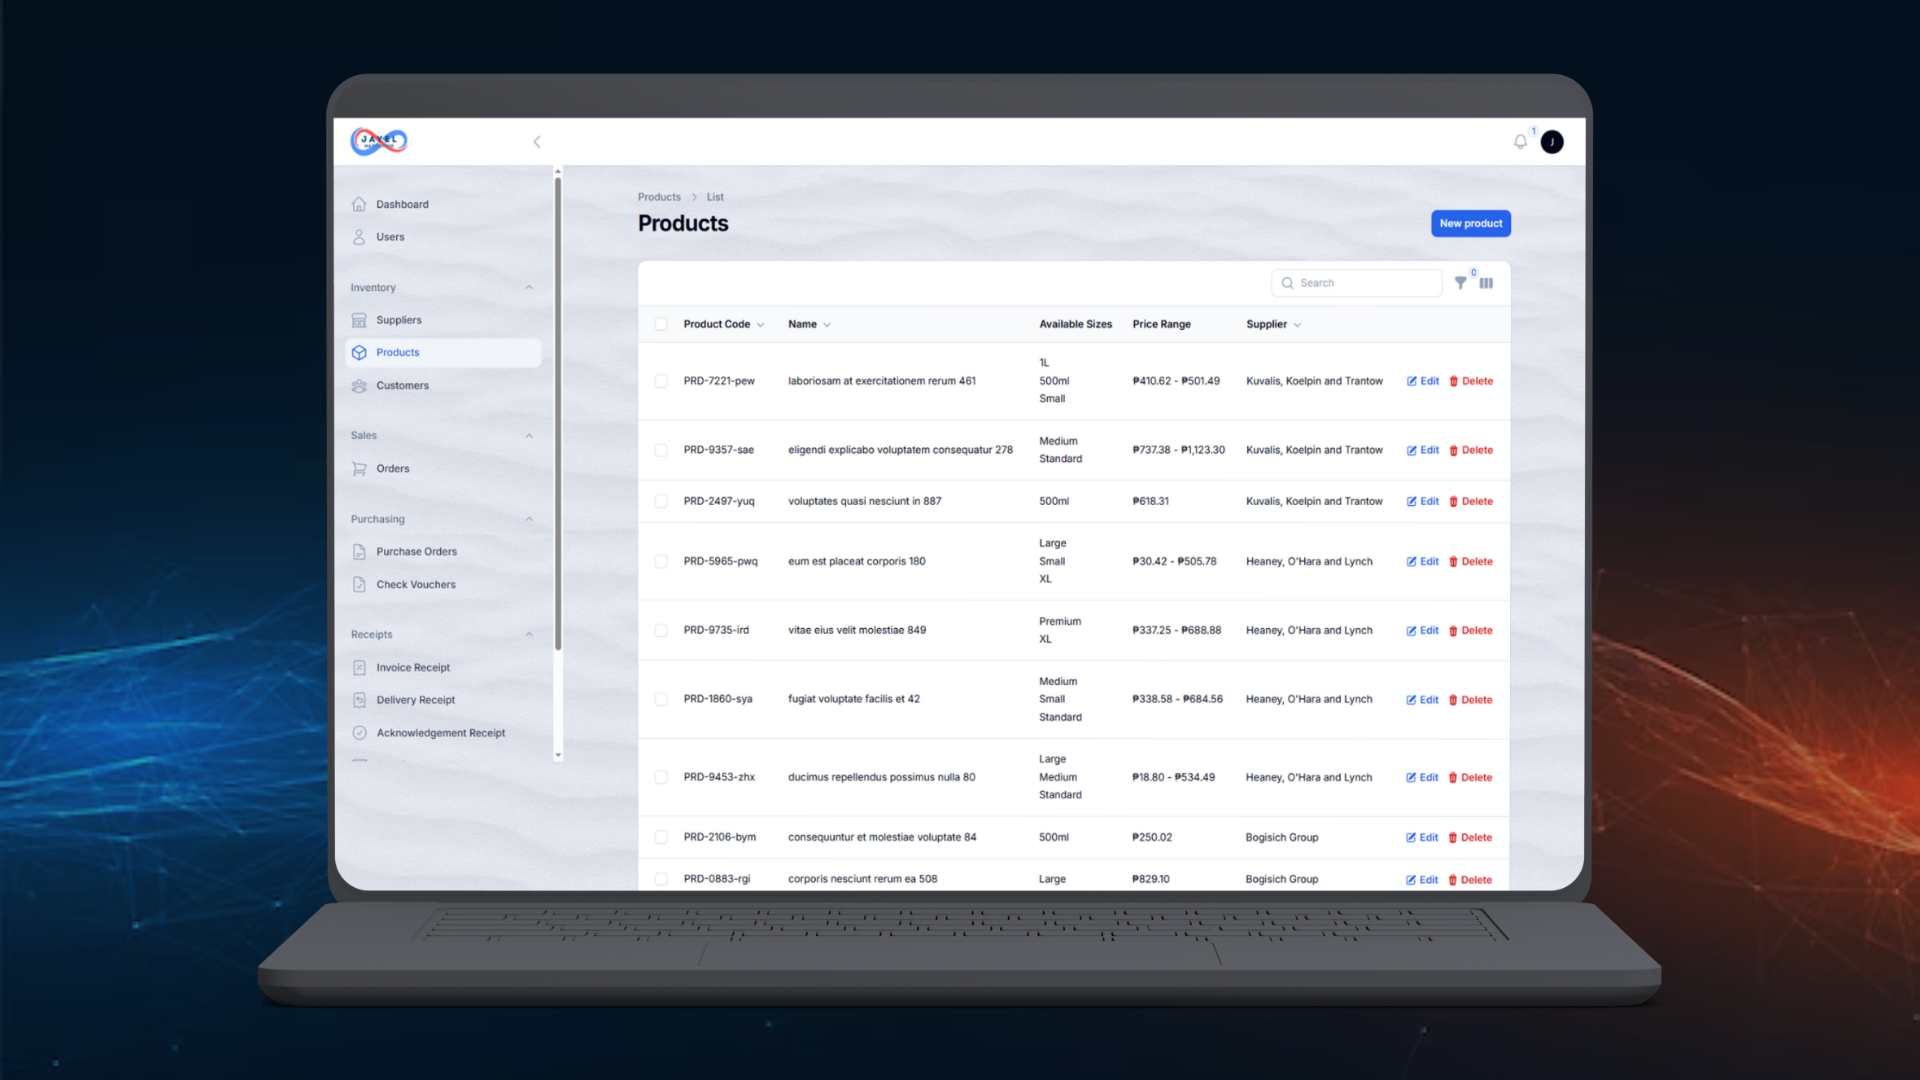 JAYEL
1
J
Dashboard
Users
Inventory
Suppliers
Products
Customers
Sales
Orders
Purchasing
Purchase Orders
Check Vouchers
Receipts
Invoice Receipt
Delivery Receipt
Acknowledgement Receipt
Products > List
Products
New product
Search
0
Product Code Name Available Sizes Price Range Supplier
PRD-7221-pew laboriosam at exercitationem rerum 461 1L 500ml Small ₱410.62 - ₱501.49 Kuvalis, Koelpin and Trantow Edit Delete
PRD-9357-sae eligendi explicabo voluptatem consequatur 278 Medium Standard ₱737.38 - ₱1,123.30 Kuvalis, Koelpin and Trantow Edit Delete
PRD-2497-yuq voluptates quasi nesciunt in 887 500ml ₱618.31 Kuvalis, Koelpin and Trantow Edit Delete
PRD-5965-pwq eum est placeat corporis 180 Large Small XL ₱30.42 - ₱505.78 Heaney, O'Hara and Lynch Edit Delete
PRD-9735-ird vitae eius velit molestiae 849 Premium XL ₱337.25 - ₱688.88 Heaney, O'Hara and Lynch Edit Delete
PRD-1860-sya fugiat voluptate facilis et 42 Medium Small Standard ₱338.58 - ₱684.56 Heaney, O'Hara and Lynch Edit Delete
PRD-9453-zhx ducimus repellendus possimus nulla 80 Large Medium Standard ₱18.80 - ₱534.49 Heaney, O'Hara and Lynch Edit Delete
PRD-2106-bym consequuntur et molestiae voluptate 84 500ml ₱250.02 Bogisich Group Edit Delete
PRD-0883-rgi corporis nesciunt rerum ea 508 Large ₱829.10 Bogisich Group Edit Delete